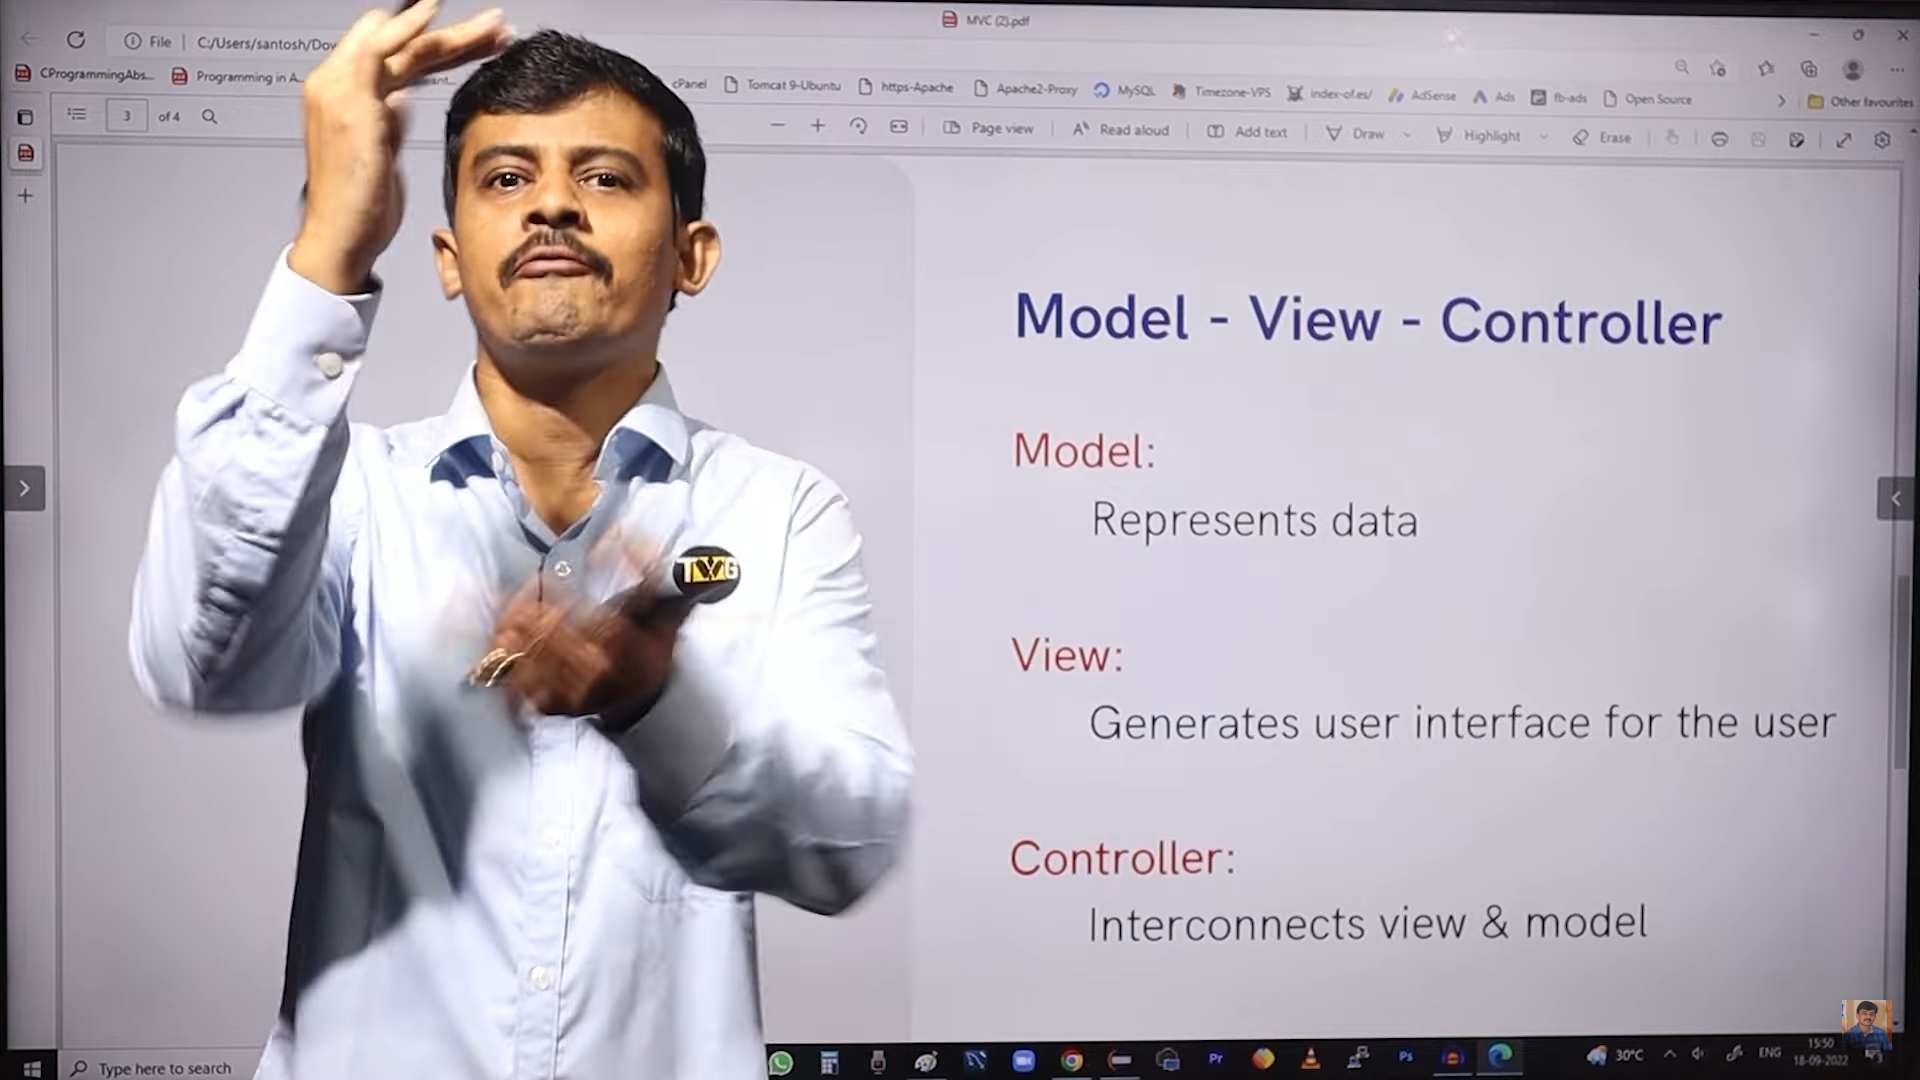 MVC (2).pdf
File
C:/Users/santosh/Dov
CProgrammingAbs...
Programming in A...
cPanel
Tomcat 9-Ubuntu
https-Apache
Apache2-Proxy
MySQL
Timezone-VPS
index-of.es/
AdSense
Ads
fb-ads
Open Source
Other favourites
3 of 4
Page view
Read aloud
Add text
Draw
Highlight
Erase
Model - View - Controller
Model:
Represents data
TWG
View:
Generates user interface for the user
Controller:
Interconnects view & model
Type here to search
Pr
Ps
30°C
ENG
15:50
18-09-2022